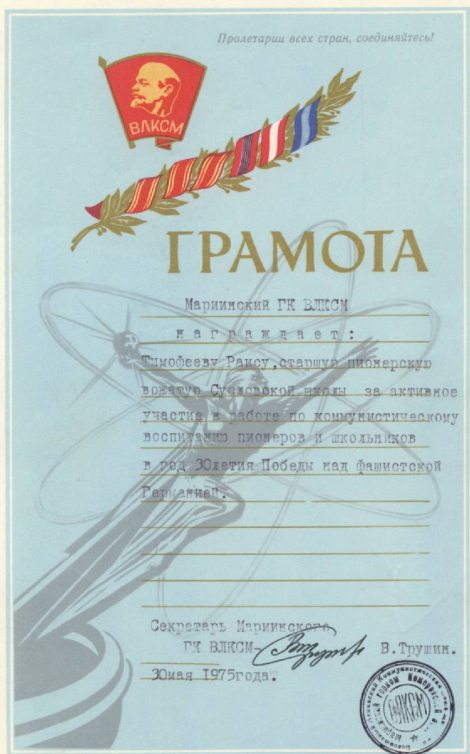 Пролетарии всех стран, соединяйтесь!
ВЛКСМ
ГРАМОТА
Мариинский ГК ВЛКСМ
награждает:
Тимофееву Раису, старшую пионерскую
вожатую Сусловской школы за активное
участие в работе по коммунистическому
воспитанию пионеров и школьников
в год 30летия Победы над фашистской
Германией.
Секретарь Мариинского
ГК ВЛКСМ- В.Трушин.
30мая 1975года.
ВЛКСМ